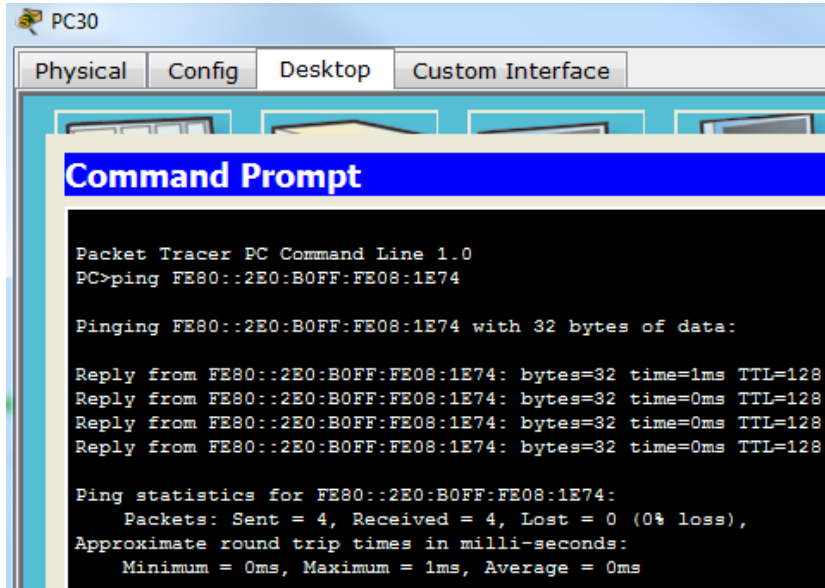 PC30
Physical Config Desktop Custom Interface
Command Prompt
Packet Tracer PC Command Line 1.0
PC>ping FE80::2E0:B0FF:FE08:1E74
Pinging FE80::2E0:B0FF:FE08:1E74 with 32 bytes of data:
Reply from FE80::2E0:B0FF:FE08:1E74: bytes=32 time=1ms TTL=128
Reply from FE80::2E0:B0FF:FE08:1E74: bytes=32 time=0ms TTL=128
Reply from FE80::2E0:B0FF:FE08:1E74: bytes=32 time=0ms TTL=128
Reply from FE80::2E0:B0FF:FE08:1E74: bytes=32 time=0ms TTL=128
Ping statistics for FE80::2E0:B0FF:FE08:1E74:
Packets: Sent = 4, Received = 4, Lost = 0 (0% loss),
Approximate round trip times in milli-seconds:
Minimum = 0ms, Maximum = 1ms, Average = 0ms